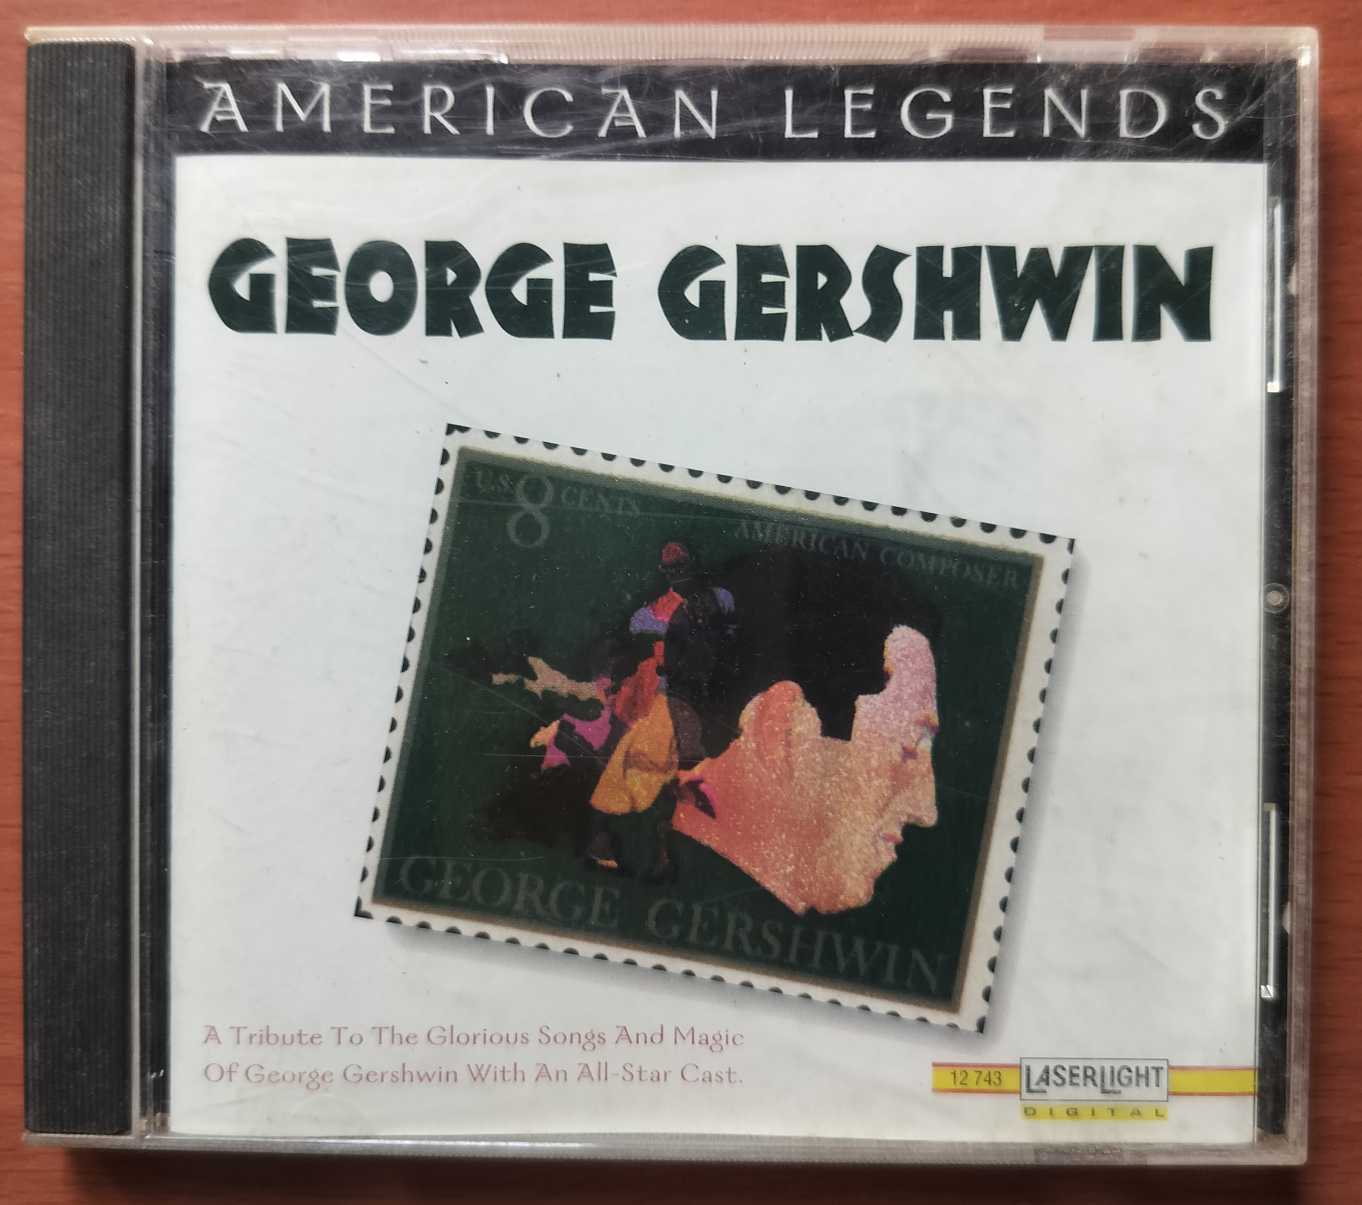 AMERICAN LEGENDS
GEORGE GERSHWIN
U.S. 8 CENTS
AMERICAN COMPOSER
GEORGE GERSHWIN
A Tribute To The Glorious Songs And Magic
Of George Gershwin With An All-Star Cast.
12 743
LASERLIGHT
DIGITAL